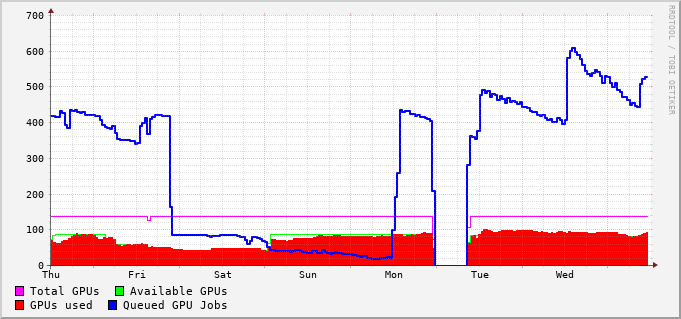 700
600
500
400
300
200
100
0
Thu Fri Sat Sun Mon Tue Wed
Total GPUs Available GPUs
GPUs used Queued GPU Jobs
RRDTOOL / TOBI OETIKER